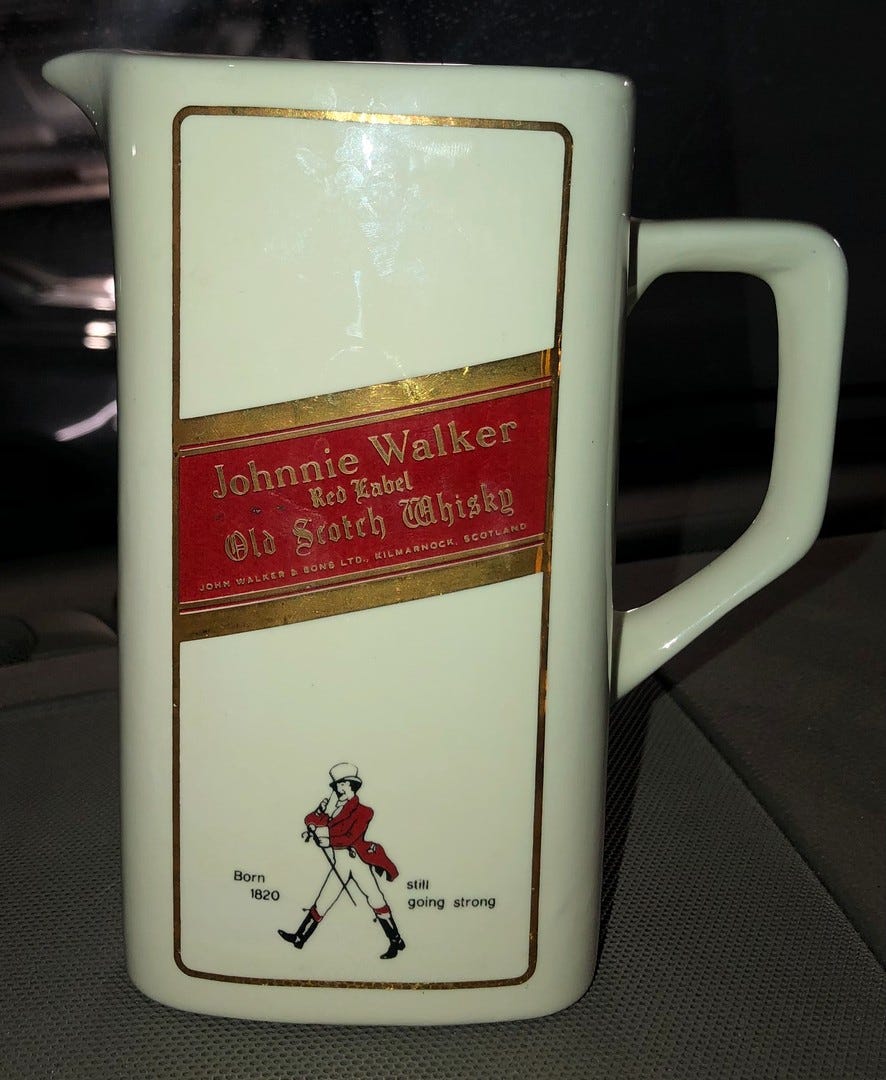 Johnnie Walker
Red Label
Old Scotch Whisky
JOHN WALKER & SONS LTD., KILMARNOCK, SCOTLAND
Born
1820
still
going strong